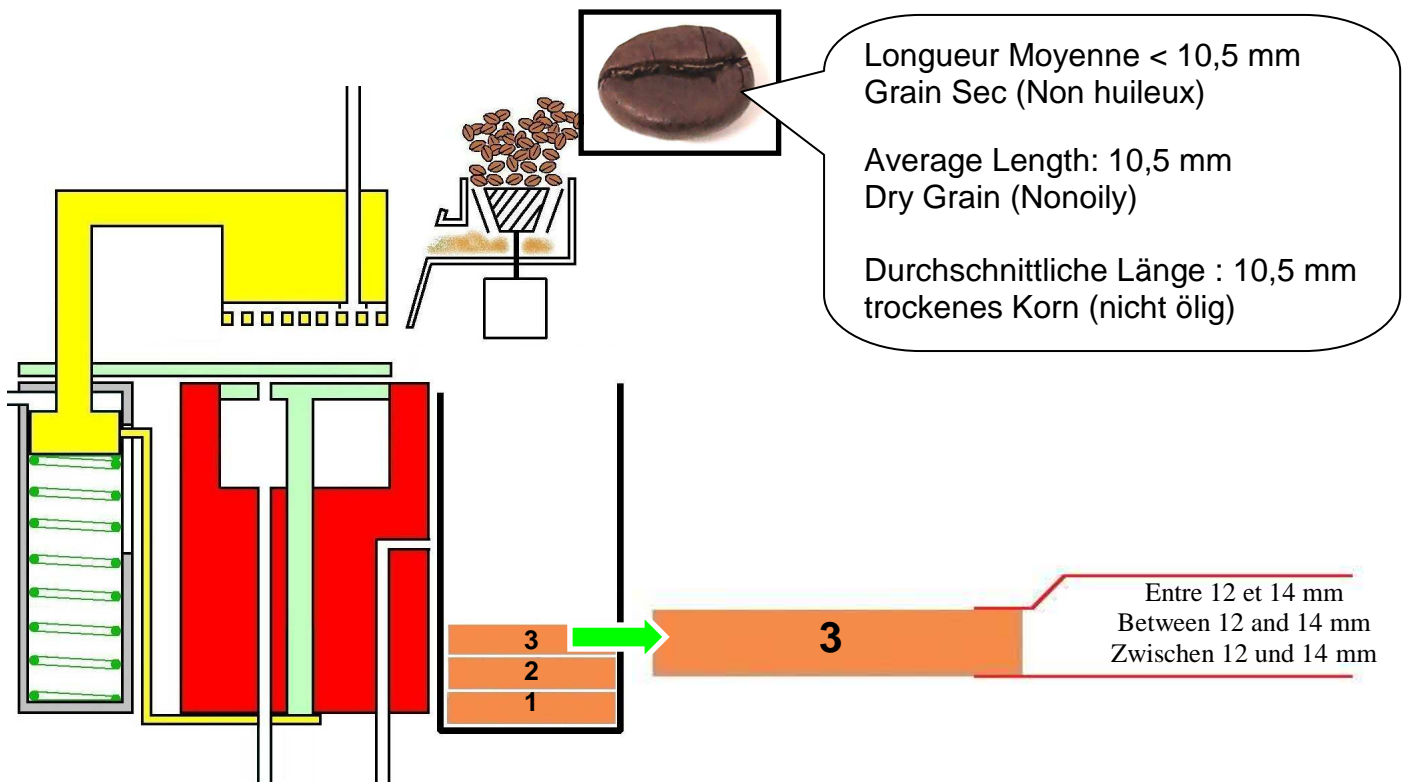 Longueur Moyenne < 10,5 mm
Grain Sec (Non huileux)
Average Length: 10,5 mm
Dry Grain (Nonoily)
Durchschnittliche Länge : 10,5 mm
trockenes Korn (nicht ölig)
3
2
1
3
Entre 12 et 14 mm
Between 12 and 14 mm
Zwischen 12 und 14 mm